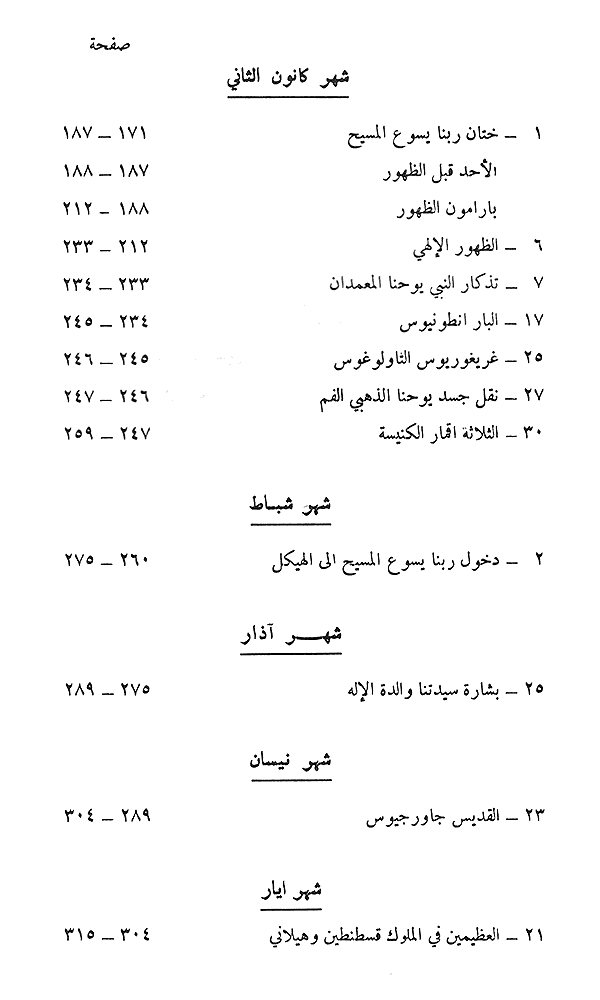 صفحة
شهر كانون الثاني
١ – ختان ربنا يسوع المسيح ١٧١ – ١٨٧
الأحد قبل الظهور ١٨٧ – ١٨٨
بارامون الظهور ١٨٨ – ٢١٢
٦ – الظهور الإلهي ٢١٢ – ٢٣٣
٧ – تذكار النبي يوحنا المعمدان ٢٣٣ – ٢٣٤
١٧ – البار انطونيوس ٢٣٤ – ٢٤٥
٢٥ – غريغوريوس الثاولوغوس ٢٤٥ – ٢٤٦
٢٧ – نقل جسد يوحنا الذهبي الفم ٢٤٦ – ٢٤٧
٣٠ – الثلاثة اقمار الكنيسة ٢٤٧ – ٢٥٩
شهر شباط
٢ – دخول ربنا يسوع المسيح الى الهيكل ٢٦٠ – ٢٧٥
شهر آذار
٢٥ – بشارة سيدتنا والدة الإله ٢٧٥ – ٢٨٩
شهر نيسان
٢٣ – القديس جاورجيوس ٢٨٩ – ٣٠٤
شهر ايار
٢١ – العظيمين في الملوك قسطنطين وهيلاني ٣٠٤ – ٣١٥